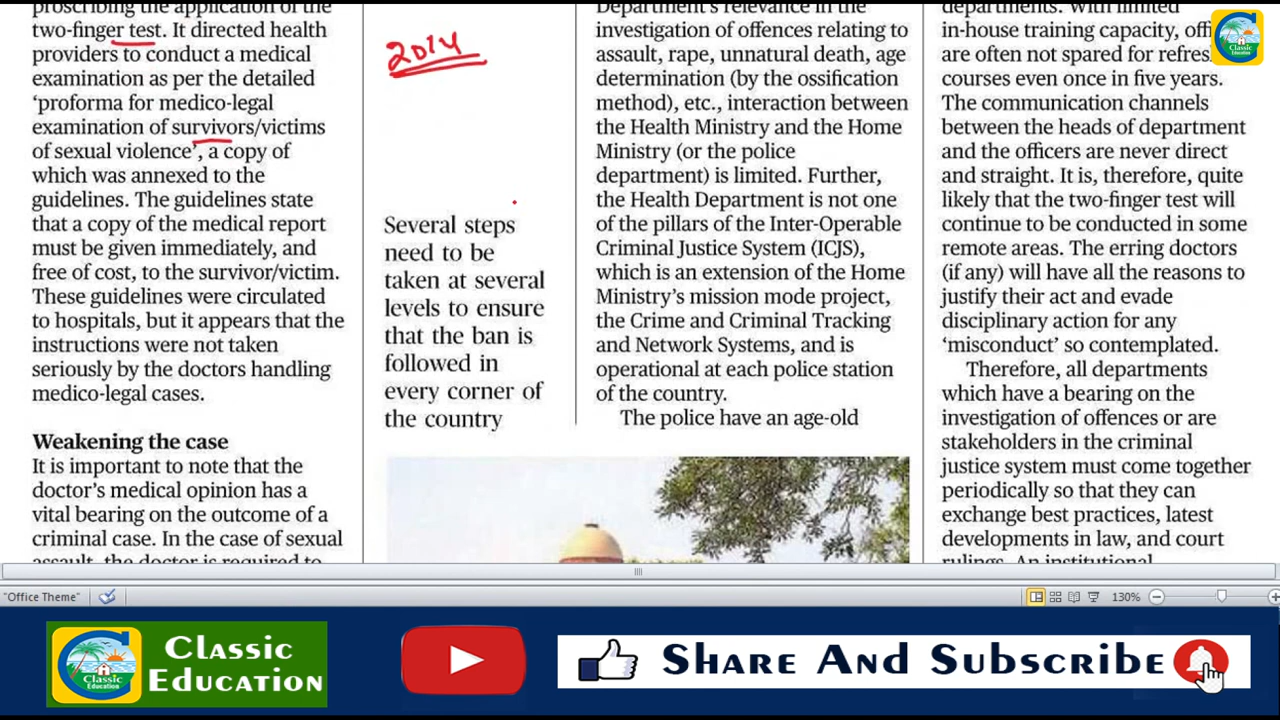 proscribing the application of the
two-finger test. It directed health
providers to conduct a medical
examination as per the detailed
‘proforma for medico-legal
examination of survivors/victims
of sexual violence’, a copy of
which was annexed to the
guidelines. The guidelines state
that a copy of the medical report
must be given immediately, and
free of cost, to the survivor/victim.
These guidelines were circulated
to hospitals, but it appears that the
instructions were not taken
seriously by the doctors handling
medico-legal cases.
Weakening the case
It is important to note that the
doctor’s medical opinion has a
vital bearing on the outcome of a
criminal case. In the case of sexual
assault, the doctor is required to
2014
Several steps
need to be
taken at several
levels to ensure
that the ban is
followed in
every corner of
the country
Department’s relevance in the
investigation of offences relating to
assault, rape, unnatural death, age
determination (by the ossification
method), etc., interaction between
the Health Ministry and the Home
Ministry (or the police
department) is limited. Further,
the Health Department is not one
of the pillars of the Inter-Operable
Criminal Justice System (ICJS),
which is an extension of the Home
Ministry’s mission mode project,
the Crime and Criminal Tracking
and Network Systems, and is
operational at each police station
of the country.
The police have an age-old
departments. With limited
in-house training capacity,
are often not spared for
courses even once in five years.
The communication channels
between the heads of department
and the officers are never direct
and straight. It is, therefore, quite
likely that the two-finger test will
continue to be conducted in some
remote areas. The erring doctors
(if any) will have all the reasons to
justify their act and evade
disciplinary action for any
‘misconduct’ so contemplated.
Therefore, all departments
which have a bearing on the
investigation of offences or are
stakeholders in the criminal
justice system must come together
periodically so that they can
exchange best practices, latest
developments in law, and court
rulings. An institutional
Classic
Education
"Office Theme"
130%
Classic
Education
Classic
Education
Share And Subscribe